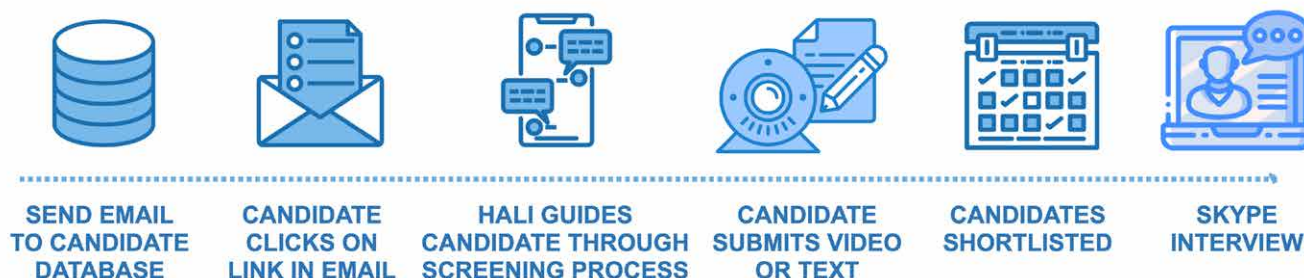 SEND EMAIL
TO CANDIDATE
DATABASE
CANDIDATE
CLICKS ON
LINK IN EMAIL
HALI GUIDES
CANDIDATE THROUGH
SCREENING PROCESS
CANDIDATE
SUBMITS VIDEO
OR TEXT
CANDIDATES
SHORTLISTED
SKYPE
INTERVIEW